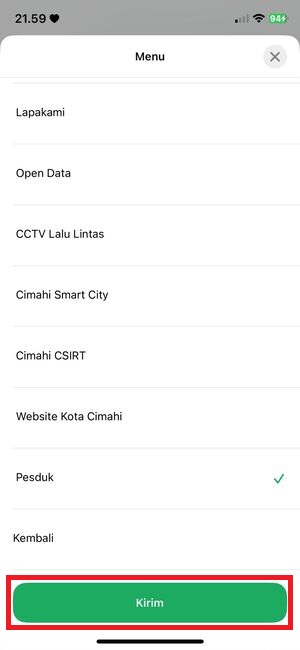 21.59
94
Menu
Lapakami
Open Data
CCTV Lalu Lintas
Cimahi Smart City
Cimahi CSIRT
Website Kota Cimahi
Pesduk
Kembali
Kirim